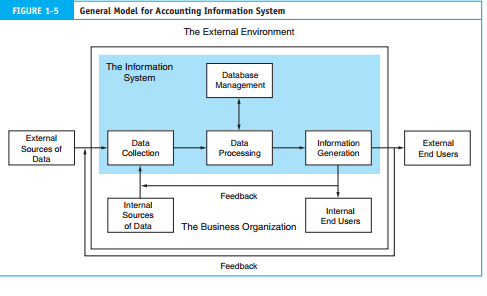 FIGURE 1-5
General Model for Accounting Information System
The External Environment
The Information
System
Database
Management
External
Sources of
Data
Data
Collection
Data
Processing
Information
Generation
External
End Users
Feedback
Internal
Sources
of Data
The Business Organization
Internal
End Users
Feedback